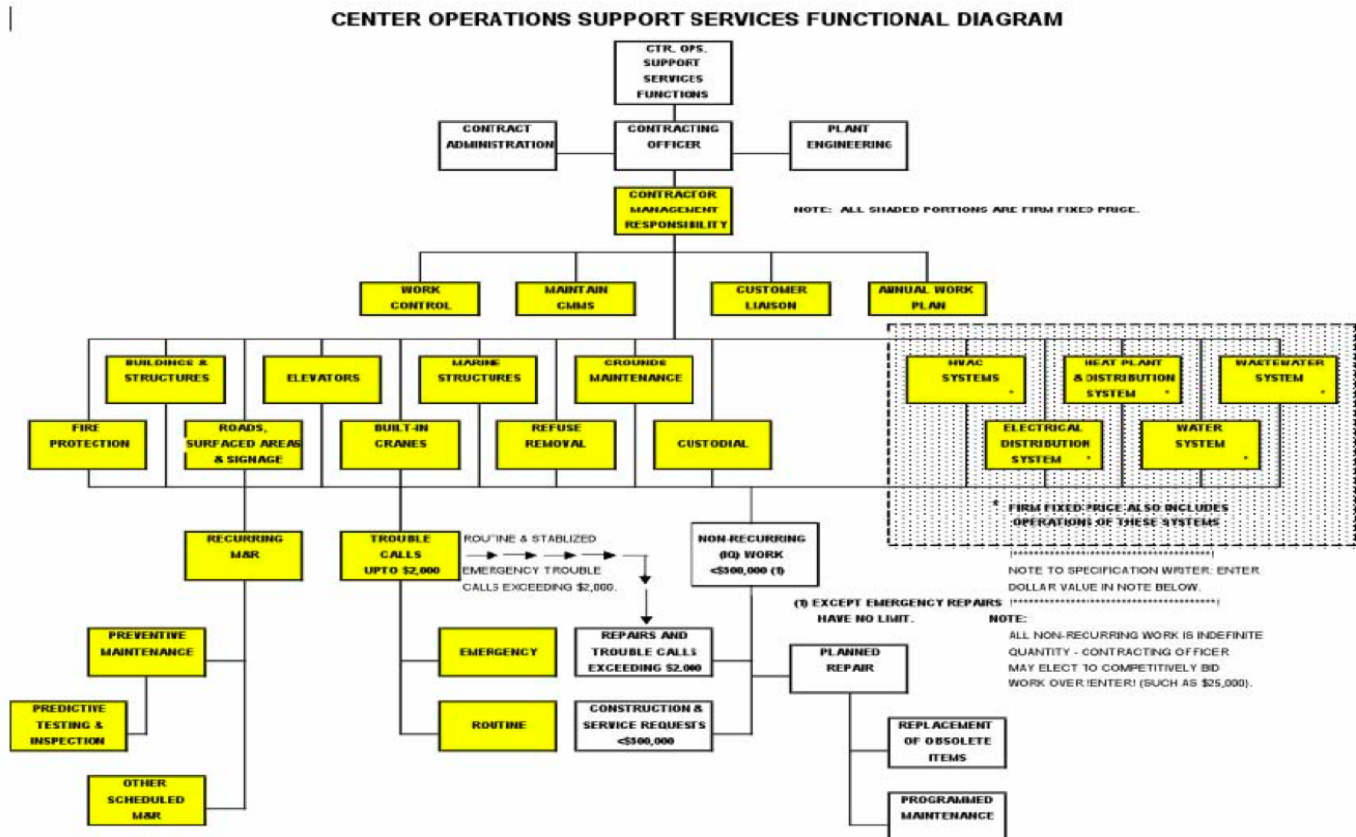 CENTER OPERATIONS SUPPORT SERVICES FUNCTIONAL DIAGRAM
CTR. OPS.
SUPPORT
SERVICES
FUNCTIONS
CONTRACT
ADMINISTRATION
CONTRACTING
OFFICER
PLANT
ENGINEERING
CONTRACTOR
MANAGEMENT
RESPONSIBILITY
NOTE: ALL SHADED PORTIONS ARE FIRM FIXED PRICE.
WORK
CONTROL
MAINTAIN
CMMS
CUSTOMER
LIAISON
ANNUAL WORK
PLAN
BUILDINGS &
STRUCTURES
ELEVATORS
MARINE
STRUCTURES
GROUNDS
MAINTENANCE
HVAC
SYSTEMS *
HEAT PLANT
& DISTRIBUTION
SYSTEM *
WASTEWATER
SYSTEM *
FIRE
PROTECTION
ROADS,
SURFACED AREAS
& SIGNAGE
BUILT-IN
CRANES
REFUSE
REMOVAL
CUSTODIAL
ELECTRICAL
DISTRIBUTION
SYSTEM *
WATER
SYSTEM *
* FIRM FIXED PRICE ALSO INCLUDES
OPERATIONS OF THESE SYSTEMS
RECURRING
M&R
TROUBLE
CALLS
UPTO $2,000
ROUTINE & STABLIZED
EMERGENCY TROUBLE
CALLS EXCEEDING $2,000.
NON-RECURRING
(IQ) WORK
<$500,000 (1)
NOTE TO SPECIFICATION WRITER: ENTER
DOLLAR VALUE IN NOTE BELOW.
(1) EXCEPT EMERGENCY REPAIRS
HAVE NO LIMIT.
NOTE:
ALL NON-RECURRING WORK IS INDEFINITE
QUANTITY - CONTRACTING OFFICER
MAY ELECT TO COMPETITIVELY BID
WORK OVER !ENTER! (SUCH AS $25,000).
PREVENTIVE
MAINTENANCE
EMERGENCY
REPAIRS AND
TROUBLE CALLS
EXCEEDING $2,000
PLANNED
REPAIR
PREDICTIVE
TESTING &
INSPECTION
ROUTINE
CONSTRUCTION &
SERVICE REQUESTS
<$500,000
REPLACEMENT
OF OBSOLETE
ITEMS
OTHER
SCHEDULED
M&R
PROGRAMMED
MAINTENANCE